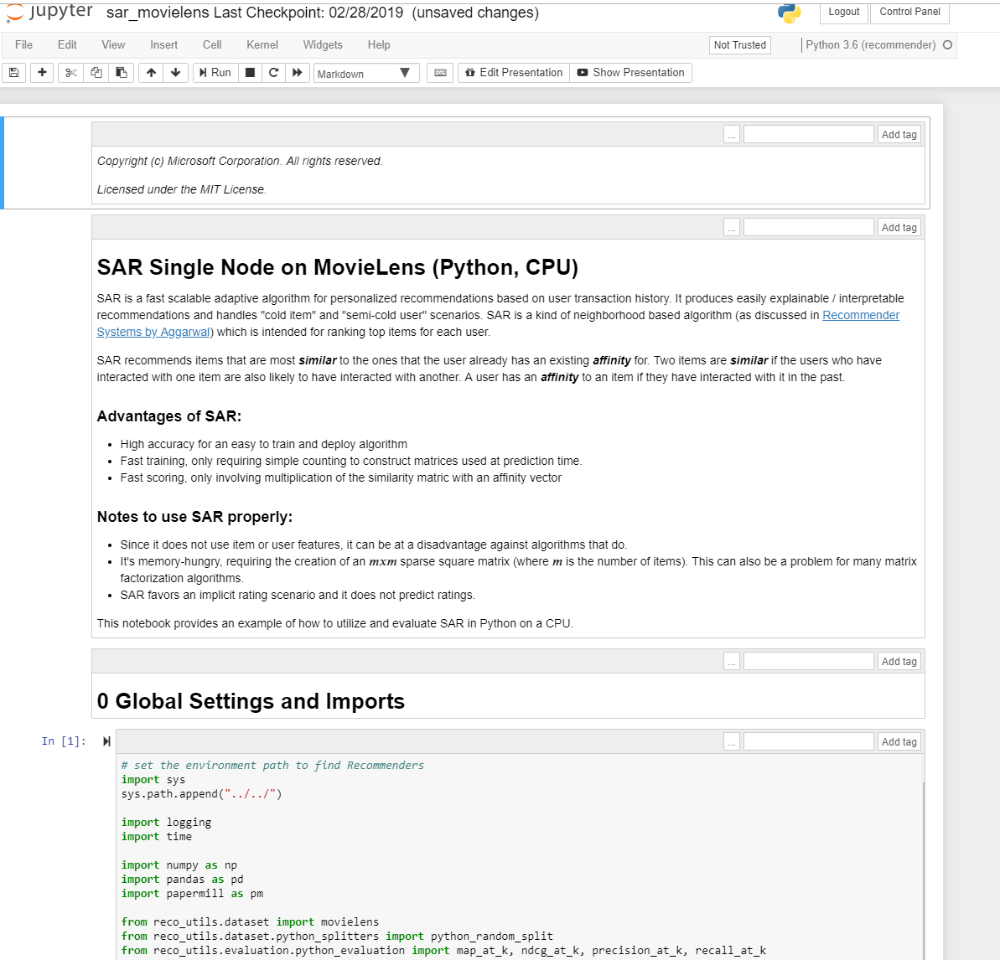 jupyter sar_movielens Last Checkpoint: 02/28/2019 (unsaved changes)
Logout Control Panel
File Edit View Insert Cell Kernel Widgets Help Not Trusted Python 3.6 (recommender)
Run Markdown Edit Presentation Show Presentation
... Add tag
Copyright (c) Microsoft Corporation. All rights reserved.
Licensed under the MIT License.
... Add tag
SAR Single Node on MovieLens (Python, CPU)
SAR is a fast scalable adaptive algorithm for personalized recommendations based on user transaction history. It produces easily explainable / interpretable
recommendations and handles "cold item" and "semi-cold user" scenarios. SAR is a kind of neighborhood based algorithm (as discussed in Recommender
Systems by Aggarwal) which is intended for ranking top items for each user.
SAR recommends items that are most similar to the ones that the user already has an existing affinity for. Two items are similar if the users who have
interacted with one item are also likely to have interacted with another. A user has an affinity to an item if they have interacted with it in the past.
Advantages of SAR:
• High accuracy for an easy to train and deploy algorithm
• Fast training, only requiring simple counting to construct matrices used at prediction time.
• Fast scoring, only involving multiplication of the similarity matric with an affinity vector
Notes to use SAR properly:
• Since it does not use item or user features, it can be at a disadvantage against algorithms that do.
• It's memory-hungry, requiring the creation of an mxm sparse square matrix (where m is the number of items). This can also be a problem for many matrix
factorization algorithms.
• SAR favors an implicit rating scenario and it does not predict ratings.
This notebook provides an example of how to utilize and evaluate SAR in Python on a CPU.
... Add tag
0 Global Settings and Imports
In [1]: ... Add tag
# set the environment path to find Recommenders
import sys
sys.path.append("../../")
import logging
import time
import numpy as np
import pandas as pd
import papermill as pm
from reco_utils.dataset import movielens
from reco_utils.dataset.python_splitters import python_random_split
from reco_utils.evaluation.python_evaluation import map_at_k, ndcg_at_k, precision_at_k, recall_at_k